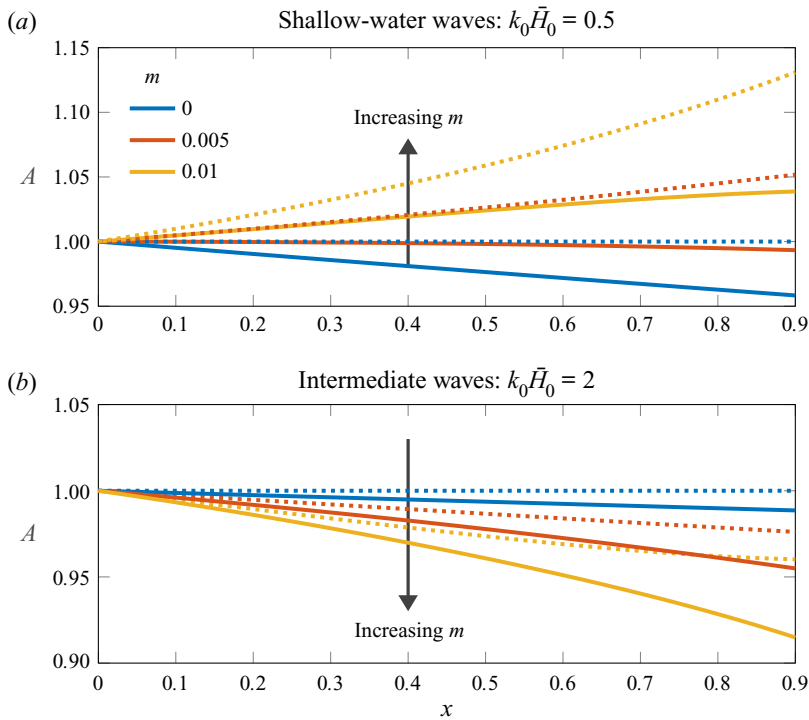 (a) Shallow-water waves: k₀H̄₀ = 0.5
1.15
1.10
1.05
1.00
0.95
A
m
0
0.005
0.01
Increasing m
0 0.1 0.2 0.3 0.4 0.5 0.6 0.7 0.8 0.9
(b) Intermediate waves: k₀H̄₀ = 2
1.05
1.00
0.95
0.90
A
Increasing m
0 0.1 0.2 0.3 0.4 0.5 0.6 0.7 0.8 0.9
x